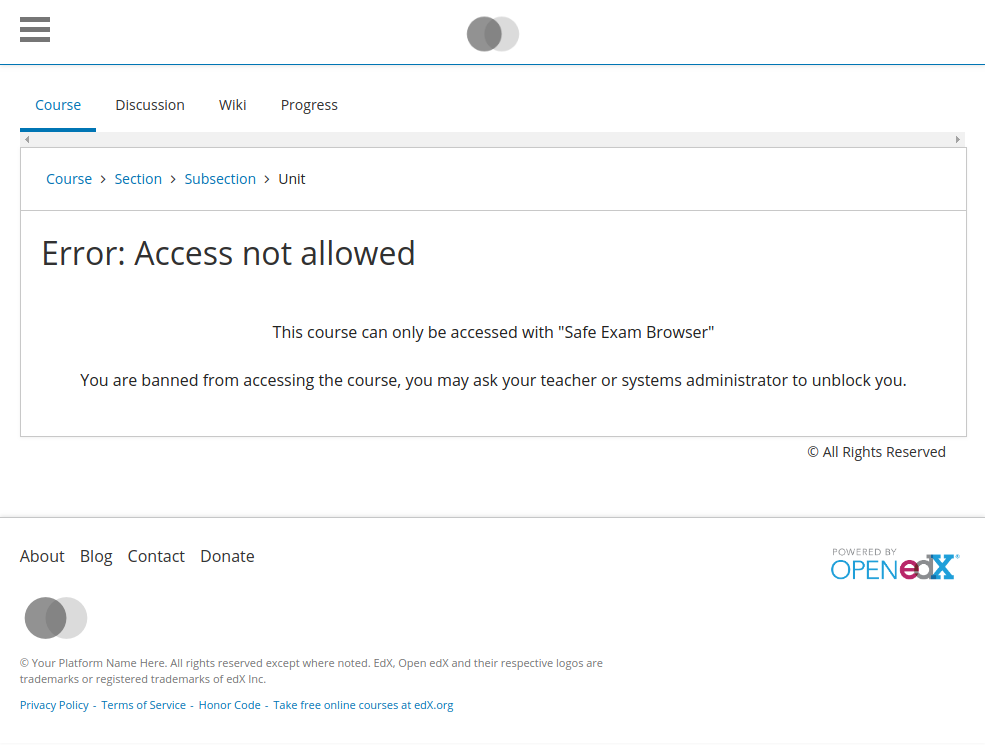 Course Discussion Wiki Progress
Course > Section > Subsection > Unit
Error: Access not allowed
This course can only be accessed with "Safe Exam Browser"
You are banned from accessing the course, you may ask your teacher or systems administrator to unblock you.
© All Rights Reserved
About Blog Contact Donate
POWERED BY
OPEN edX®
© Your Platform Name Here. All rights reserved except where noted. EdX, Open edX and their respective logos are
trademarks or registered trademarks of edX Inc.
Privacy Policy - Terms of Service - Honor Code - Take free online courses at edX.org